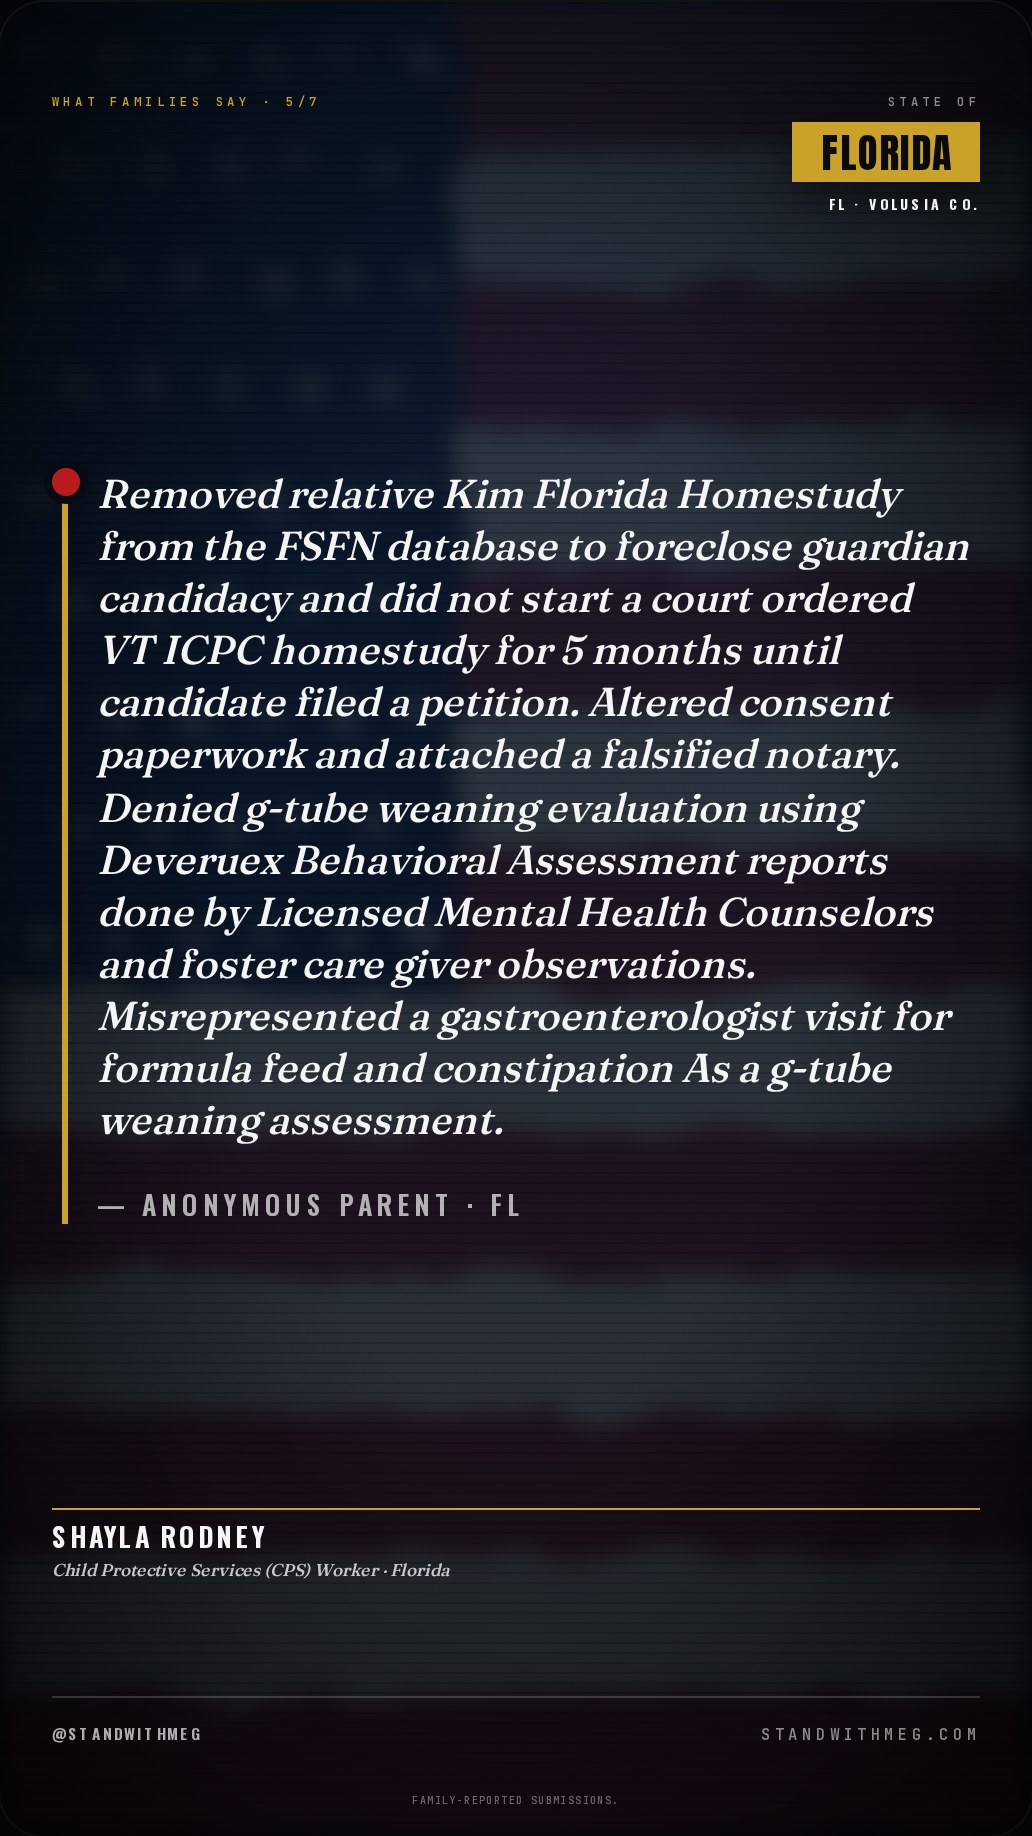 WHAT FAMILIES SAY · 5/7
STATE OF
FLORIDA
FL · VOLUSIA CO.
Removed relative Kim Florida Homestudy
from the FSFN database to foreclose guardian
candidacy and did not start a court ordered
VT ICPC homestudy for 5 months until
candidate filed a petition. Altered consent
paperwork and attached a falsified notary.
Denied g-tube weaning evaluation using
Deveruex Behavioral Assessment reports
done by Licensed Mental Health Counselors
and foster care giver observations.
Misrepresented a gastroenterologist visit for
formula feed and constipation As a g-tube
weaning assessment.
— ANONYMOUS PARENT · FL
SHAYLA RODNEY
Child Protective Services (CPS) Worker · Florida
@STANDWITHMEG
STANDWITHMEG.COM
FAMILY-REPORTED SUBMISSIONS.